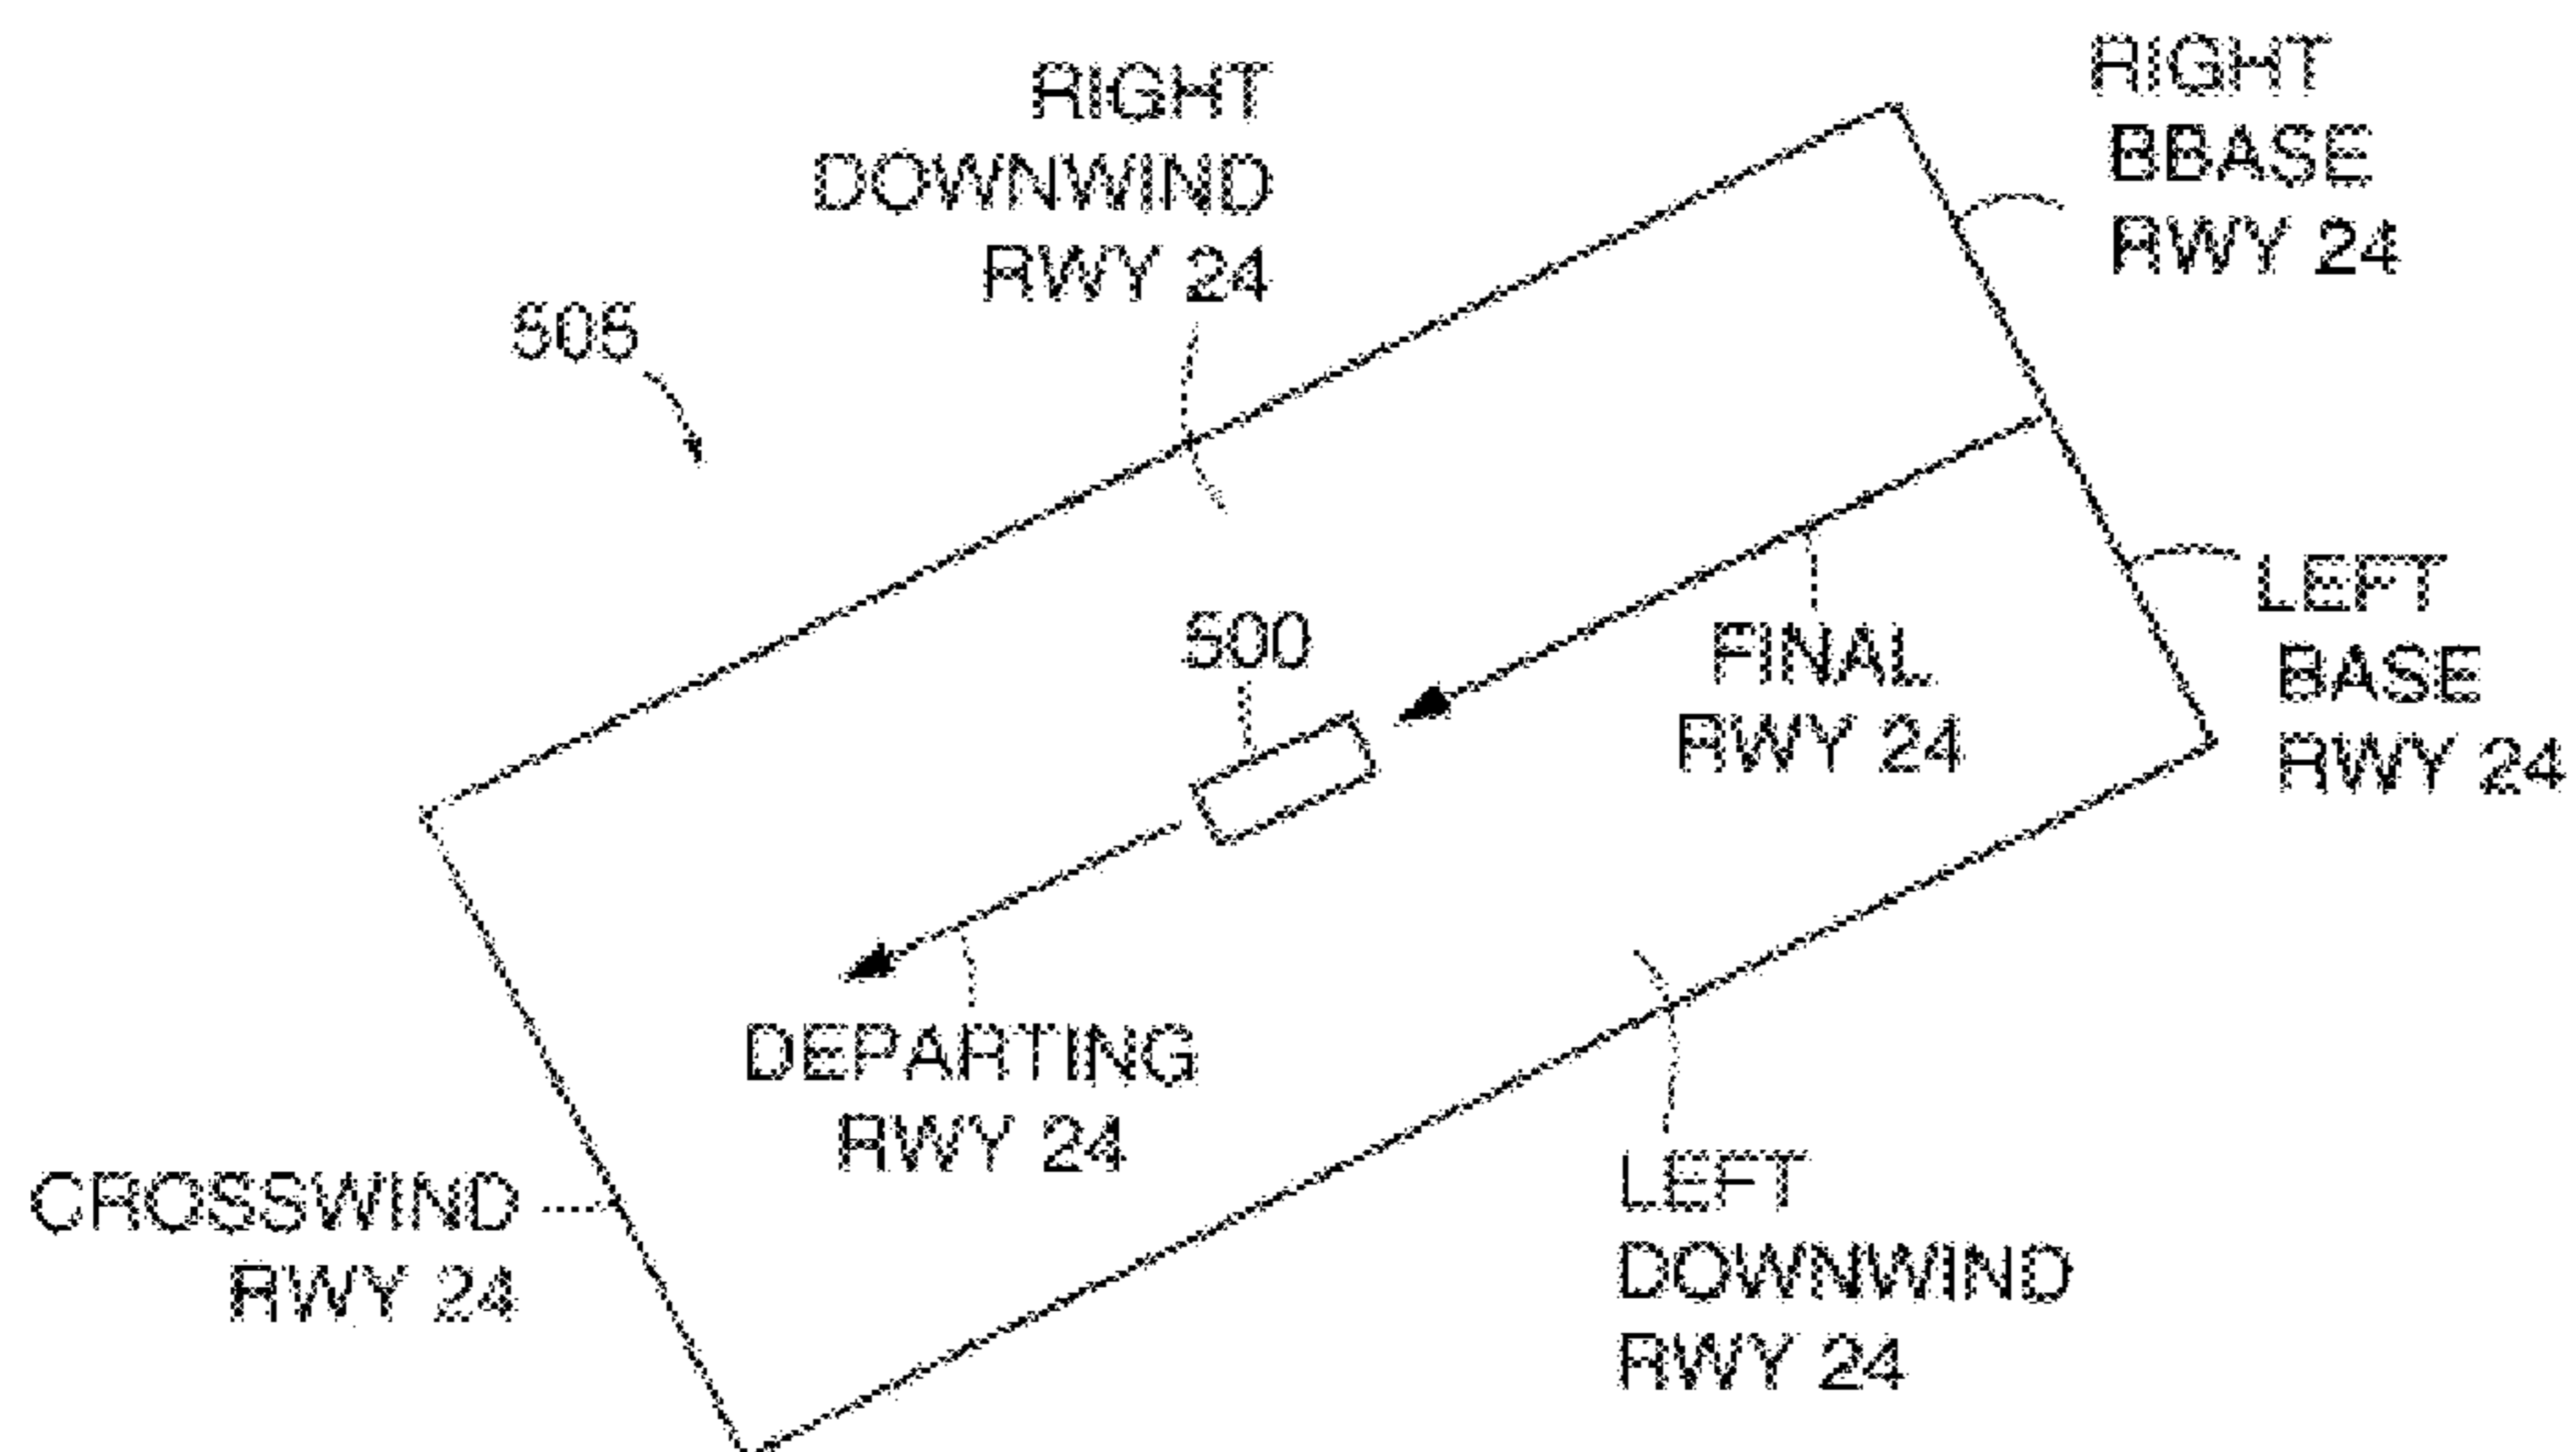 RIGHT
DOWNWIND
RWY 24
RIGHT
BBASE
RWY 24
505
500
FINAL
RWY 24
LEFT
BASE
RWY 24
DEPARTING
RWY 24
CROSSWIND
RWY 24
LEFT
DOWNWIND
RWY 24